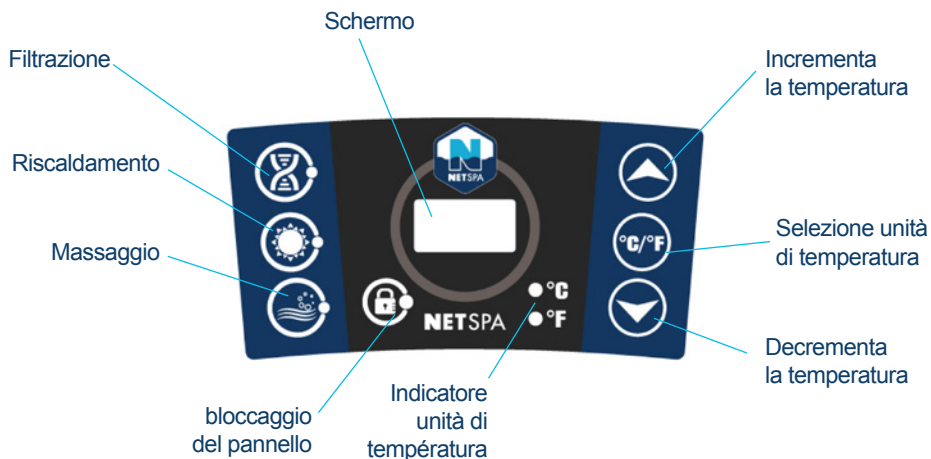 Schermo
Filtrazione
Incrementa
la temperatura
NETSPA
Riscaldamento
°C/°F
Selezione unità
di temperatura
Massaggio
°C
NETSPA
°F
Decrementa
la temperatura
bloccaggio
del pannello
Indicatore
unità di
température